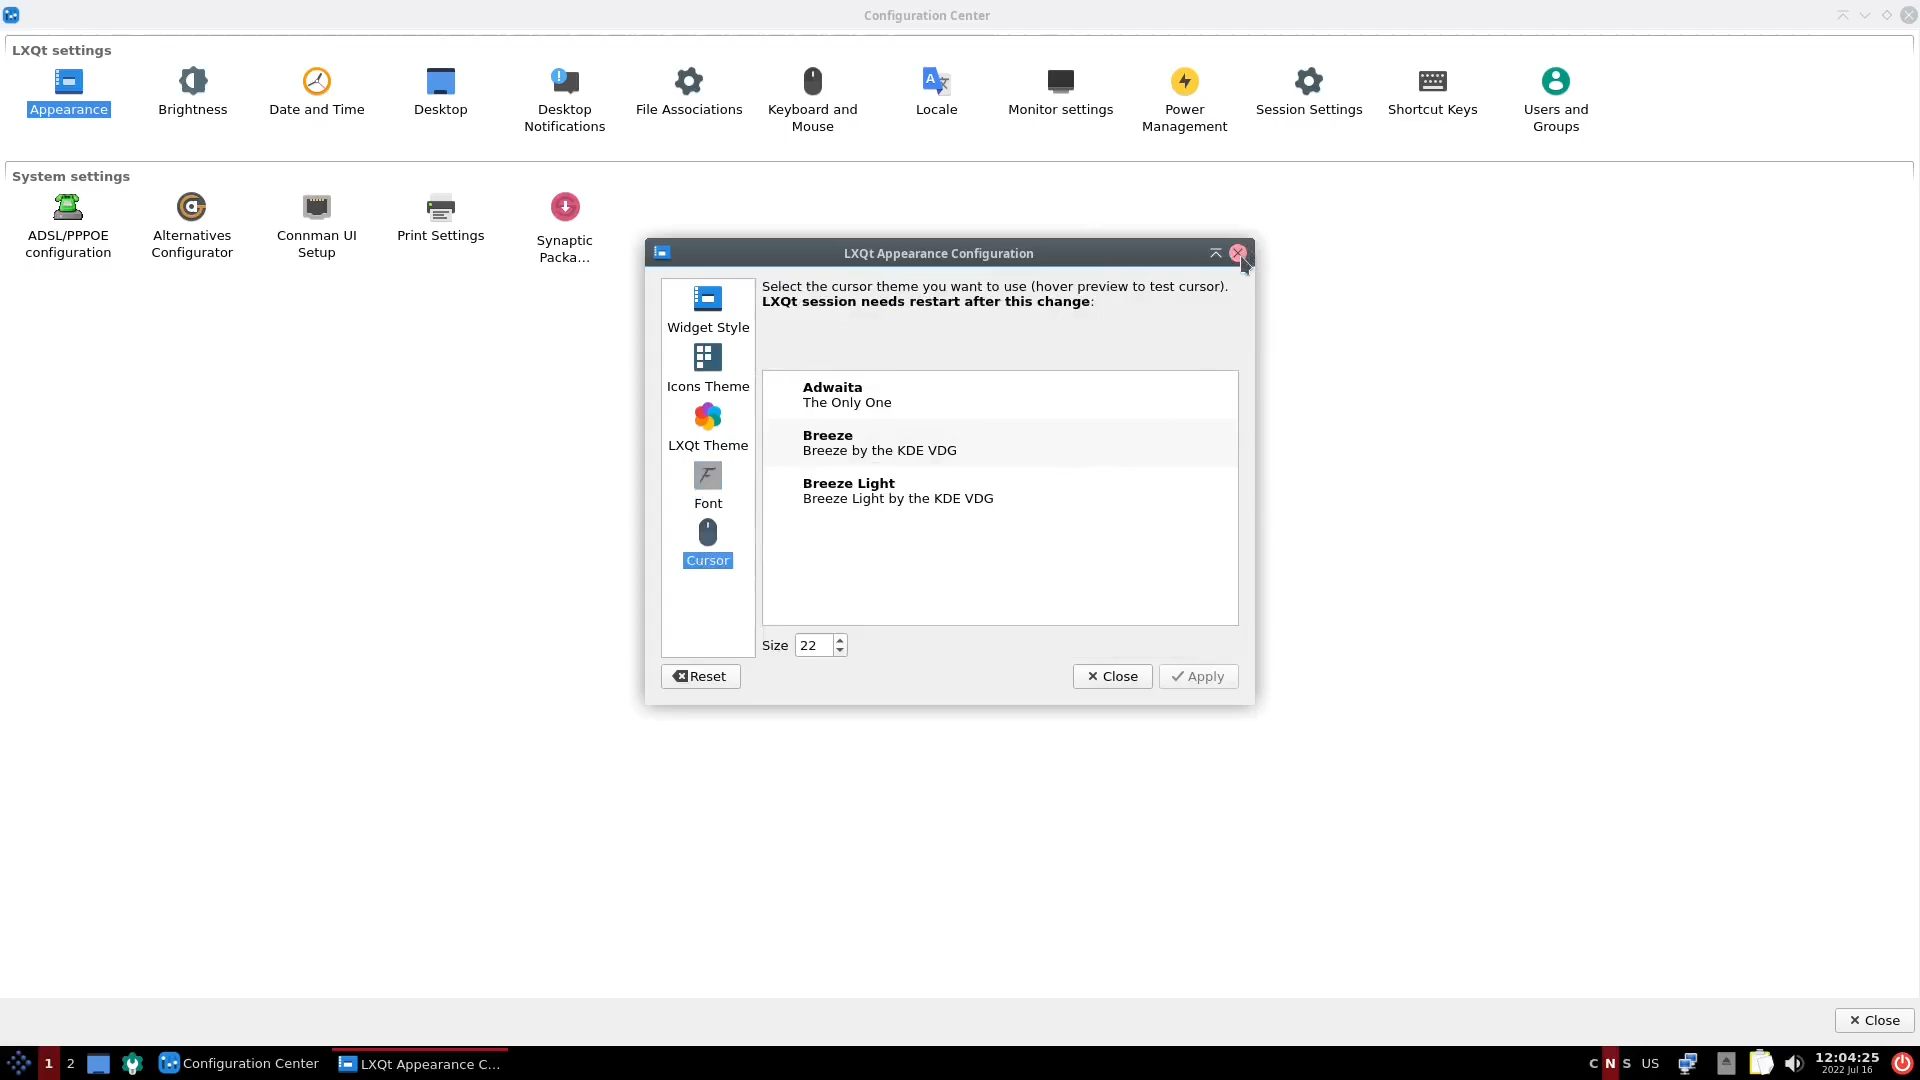 Configuration Center
LXQt settings
Appearance
Brightness
Date and Time
Desktop
Desktop
Notifications
File Associations
Keyboard and
Mouse
Locale
Monitor settings
Power
Management
Session Settings
Shortcut Keys
Users and
Groups
System settings
ADSL/PPPOE
configuration
Alternatives
Configurator
Connman UI
Setup
Print Settings
Synaptic
Packa...
LXQt Appearance Configuration
Widget Style
Icons Theme
LXQt Theme
Font
Cursor
Select the cursor theme you want to use (hover preview to test cursor).
LXQt session needs restart after this change:
Adwaita
The Only One
Breeze
Breeze by the KDE VDG
Breeze Light
Breeze Light by the KDE VDG
Size 22
Reset
Close
Apply
Close
1 2 Configuration Center LXQt Appearance C...
C N S US
12:04:25
2022 Jul 16